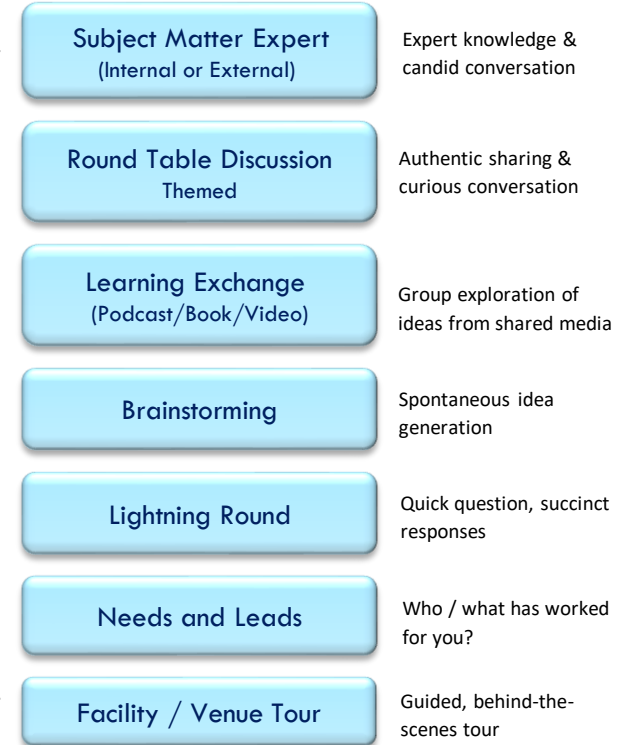 Subject Matter Expert
(Internal or External)
Expert knowledge &
candid conversation
Round Table Discussion
Themed
Authentic sharing &
curious conversation
Learning Exchange
(Podcast/Book/Video)
Group exploration of
ideas from shared media
Brainstorming
Spontaneous idea
generation
Lightning Round
Quick question, succinct
responses
Needs and Leads
Who / what has worked
for you?
Facility / Venue Tour
Guided, behind-the-
scenes tour